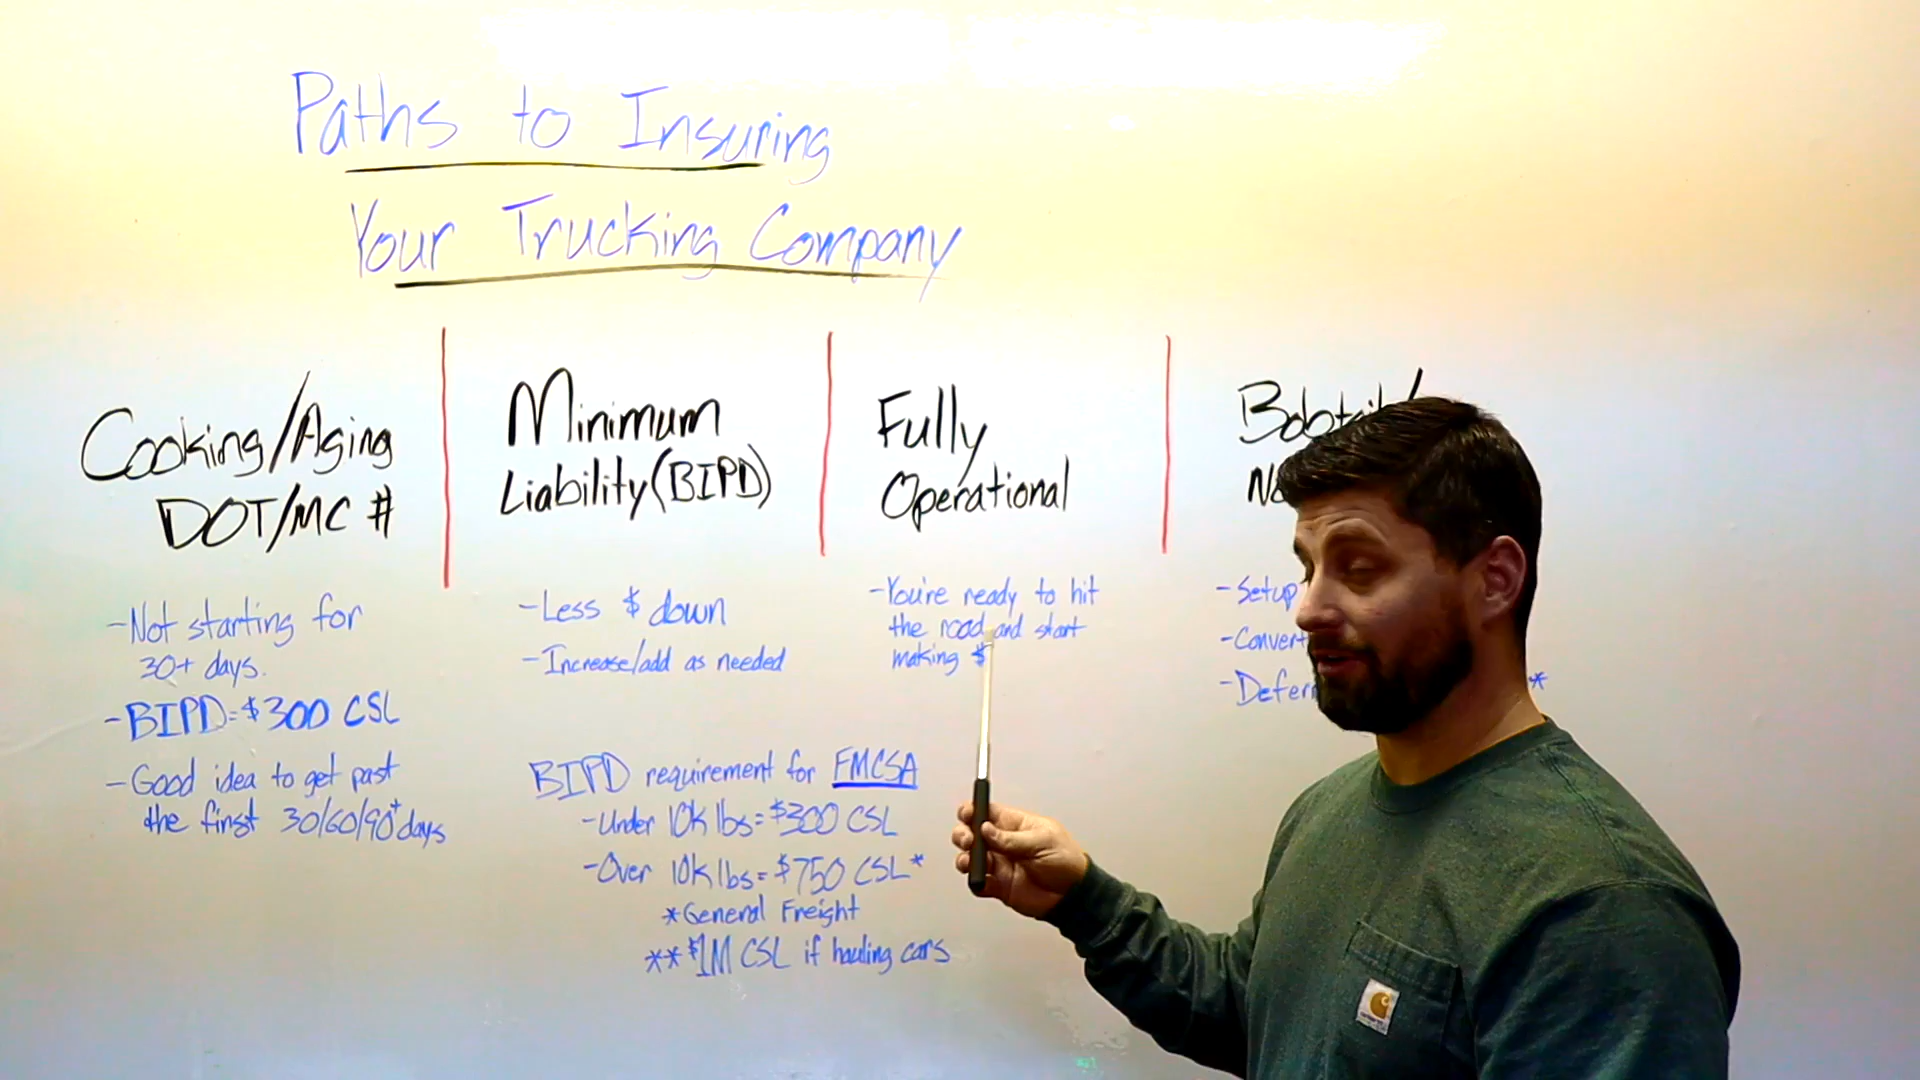 Paths to Insuring
Your Trucking Company
Cooking/Aging
DOT/MC #
-Not starting for
30+ days.
-BIPD=$300 CSL
-Good idea to get past
the first 30/60/90+ days
Minimum
Liability(BIPD)
-Less $ down
-Increase/add as needed
BIPD requirement for FMCSA
-Under 10k lbs=$300 CSL
-Over 10k lbs=$750 CSL*
*General Freight
**$1M CSL if hauling cars
Fully
Operational
-You're ready to hit
the road and start
making $
Bobtail/
-Setup
-Convert
-Defer
*